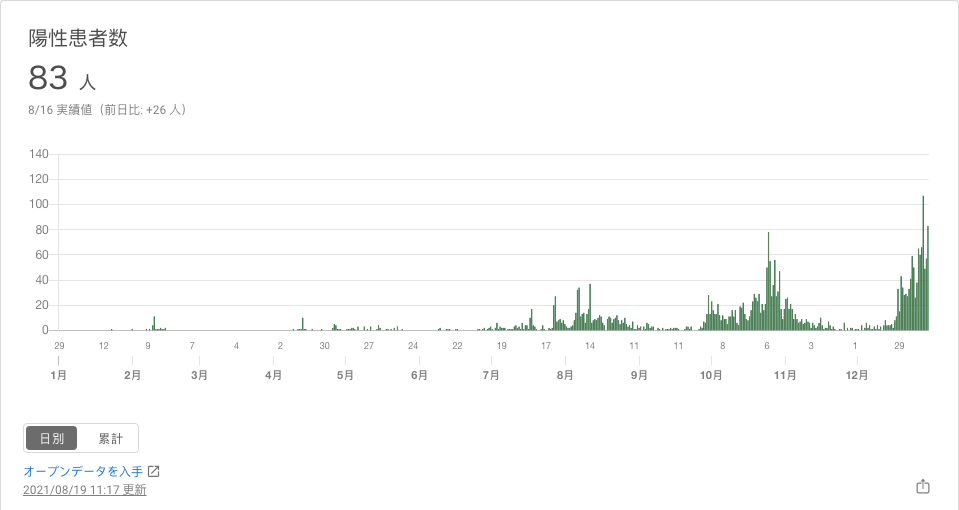 陽性患者数
83 人
8/16 実績値（前日比: +26 人）
140
120
100
80
60
40
20
0
29 12 9 7 4 2 30 27 24 22 19 17 14 11 11 8 6 3 1 29
1月 2月 3月 4月 5月 6月 7月 8月 9月 10月 11月 12月
日別 累計
オープンデータを入手
2021/08/19 11:17 更新